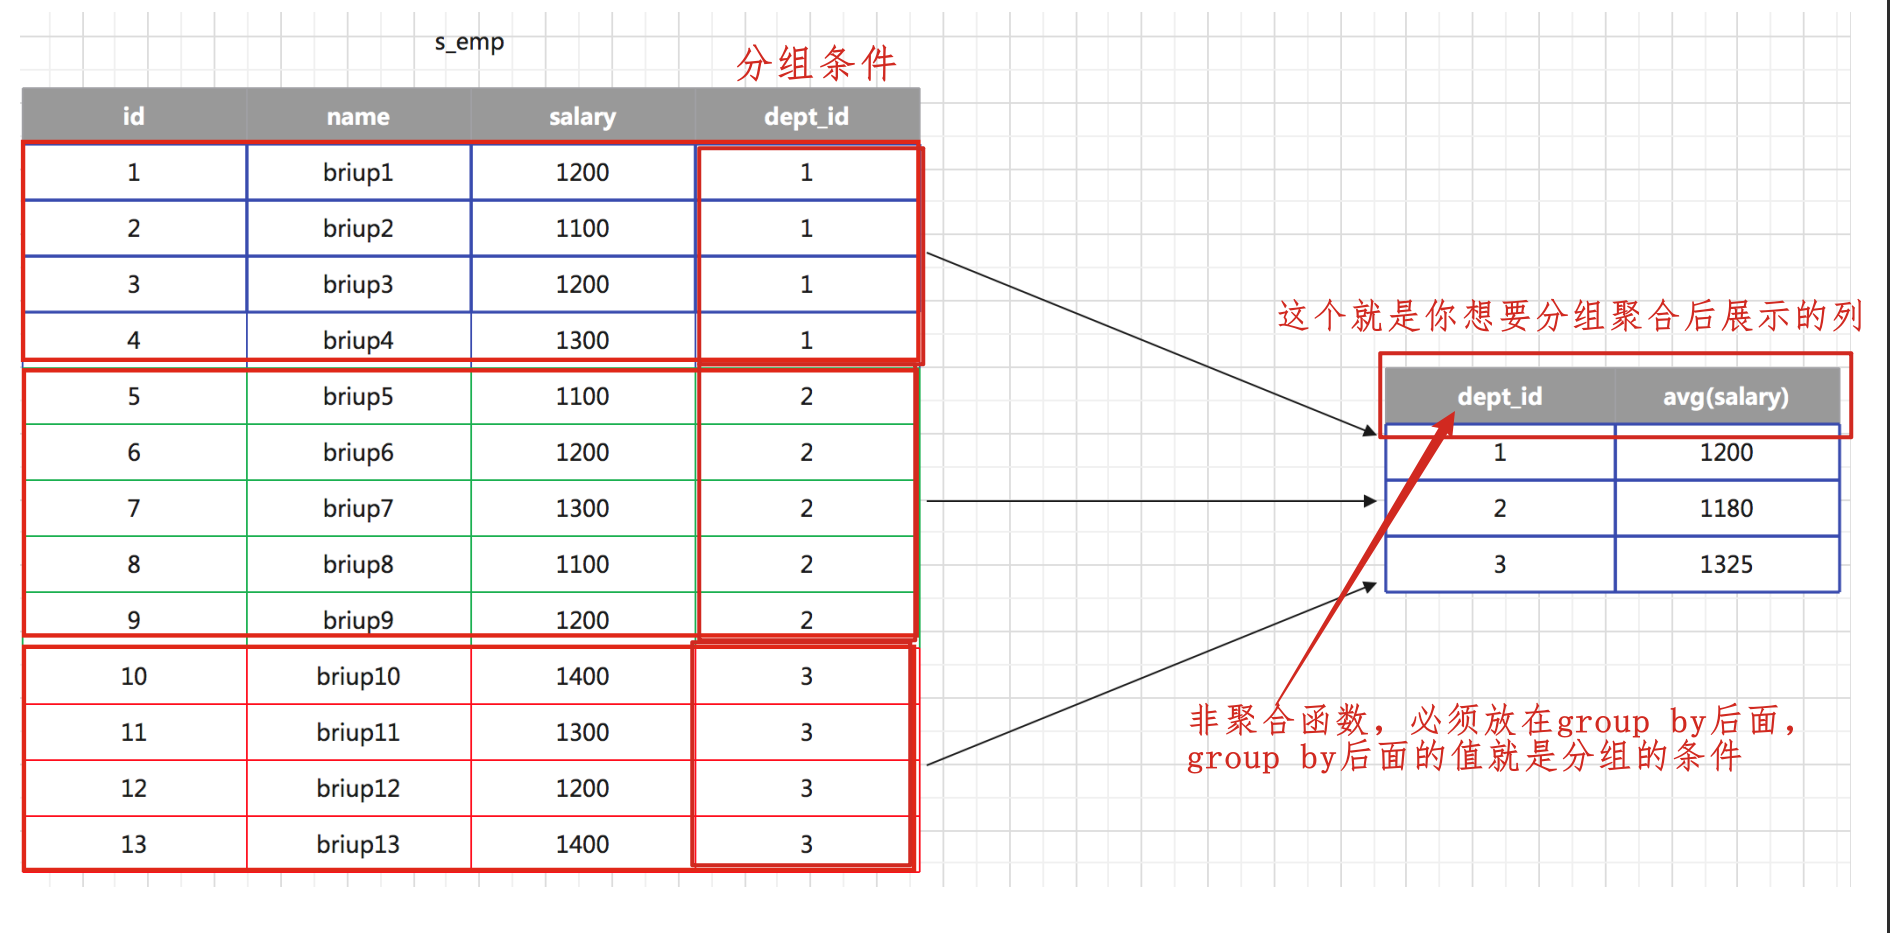 s_emp
分组条件
id name salary dept_id
1 briup1 1200 1
2 briup2 1100 1
3 briup3 1200 1
4 briup4 1300 1
5 briup5 1100 2
6 briup6 1200 2
7 briup7 1300 2
8 briup8 1100 2
9 briup9 1200 2
10 briup10 1400 3
11 briup11 1300 3
12 briup12 1200 3
13 briup13 1400 3
这个就是你想要分组聚合后展示的列
dept_id avg(salary)
1 1200
2 1180
3 1325
非聚合函数，必须放在group by后面，
group by后面的值就是分组的条件